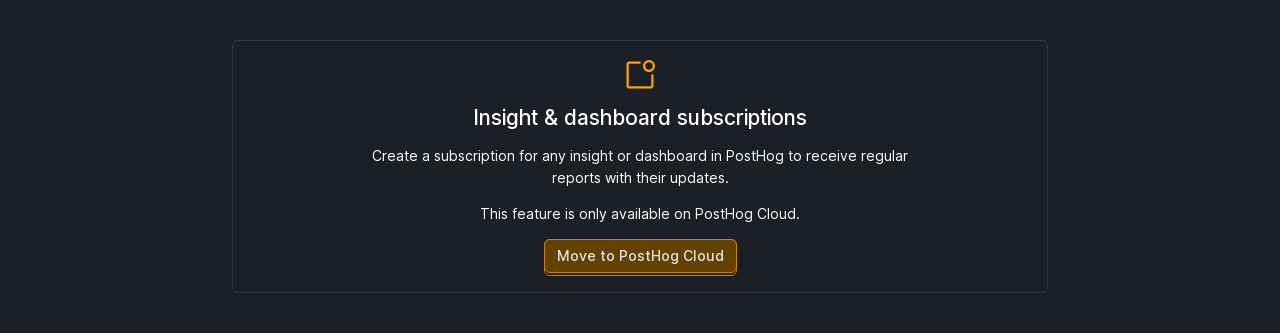 Insight & dashboard subscriptions
Create a subscription for any insight or dashboard in PostHog to receive regular
reports with their updates.
This feature is only available on PostHog Cloud.
Move to PostHog Cloud